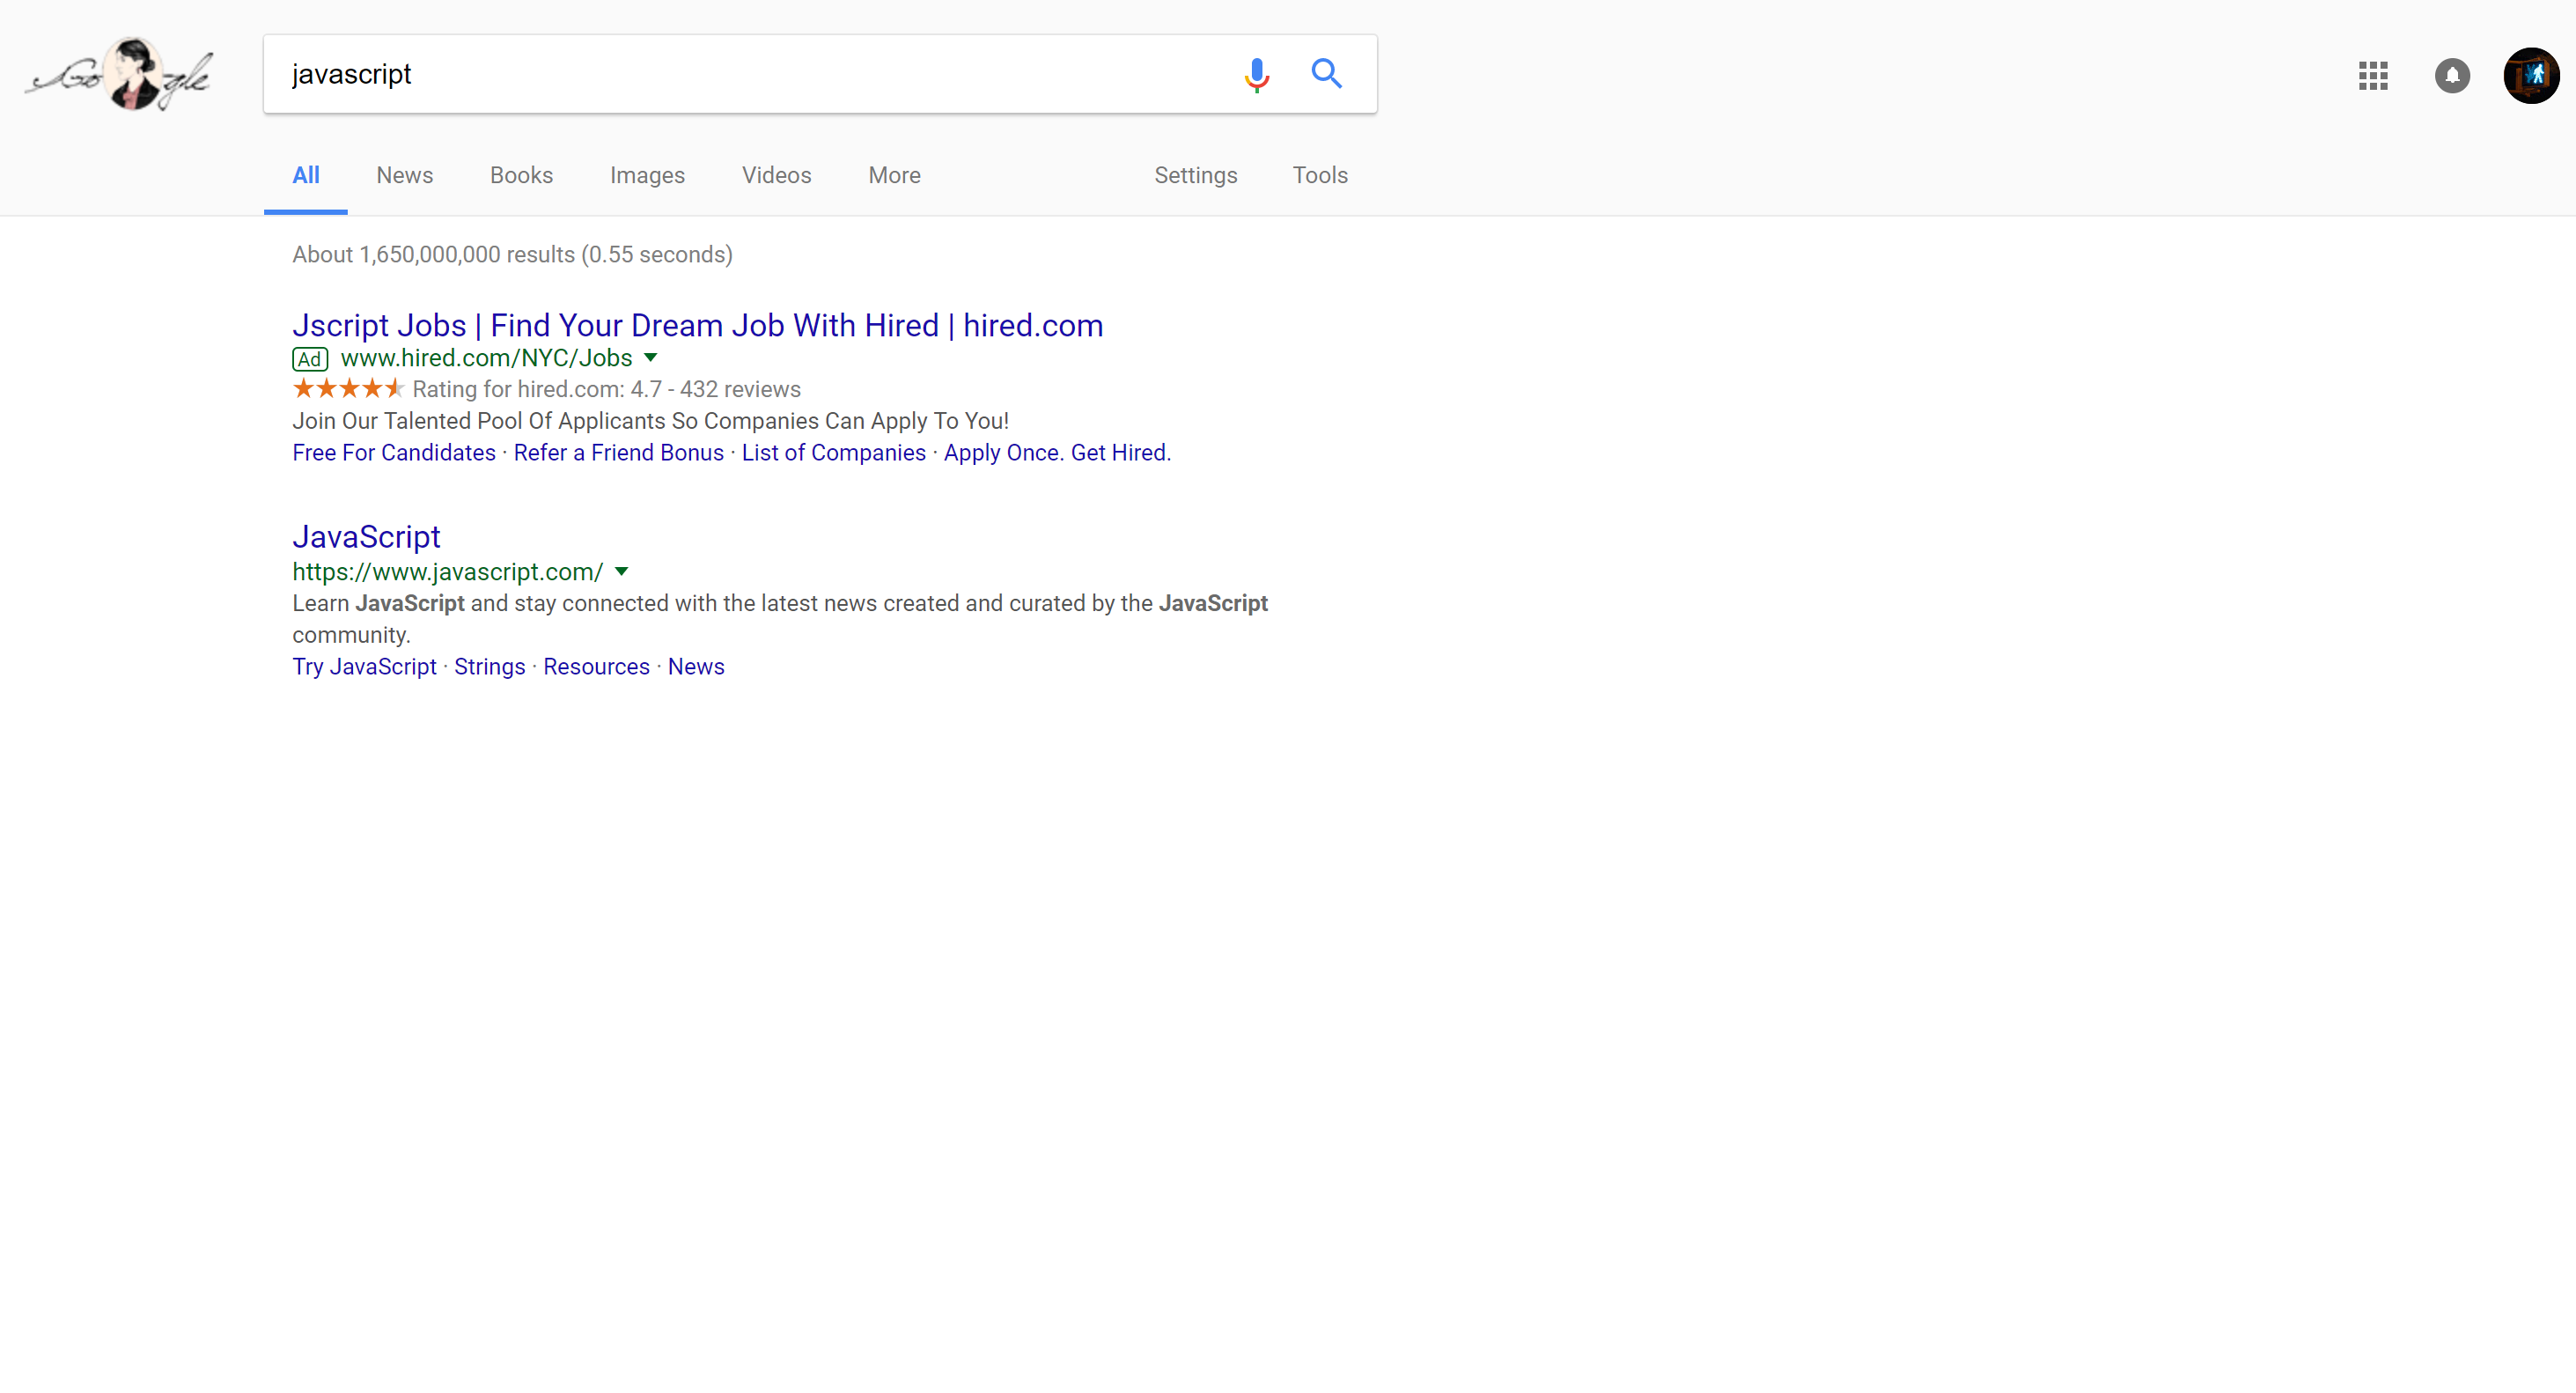 Google
javascript
All News Books Images Videos More Settings Tools
About 1,650,000,000 results (0.55 seconds)
Jscript Jobs | Find Your Dream Job With Hired | hired.com
Ad www.hired.com/NYC/Jobs
Rating for hired.com: 4.7 - 432 reviews
Join Our Talented Pool Of Applicants So Companies Can Apply To You!
Free For Candidates · Refer a Friend Bonus · List of Companies · Apply Once. Get Hired.
JavaScript
https://www.javascript.com/
Learn JavaScript and stay connected with the latest news created and curated by the JavaScript
community.
Try JavaScript · Strings · Resources · News